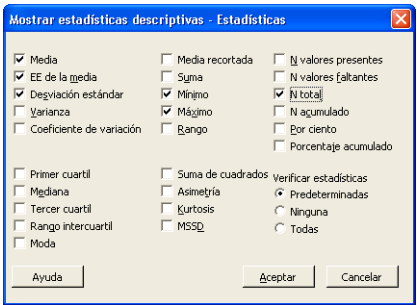 Mostrar estadísticas descriptivas - Estadísticas
Media
EE de la media
Desviación estándar
Varianza
Coeficiente de variación
Media recortada
Suma
Mínimo
Máximo
Rango
N valores presentes
N valores faltantes
N total
N acumulado
Por ciento
Porcentaje acumulado
Primer cuartil
Mediana
Tercer cuartil
Rango intercuartil
Moda
Suma de cuadrados
Asimetría
Kurtosis
MSSD
Verificar estadísticas
Predeterminadas
Ninguna
Todas
Ayuda
Aceptar
Cancelar